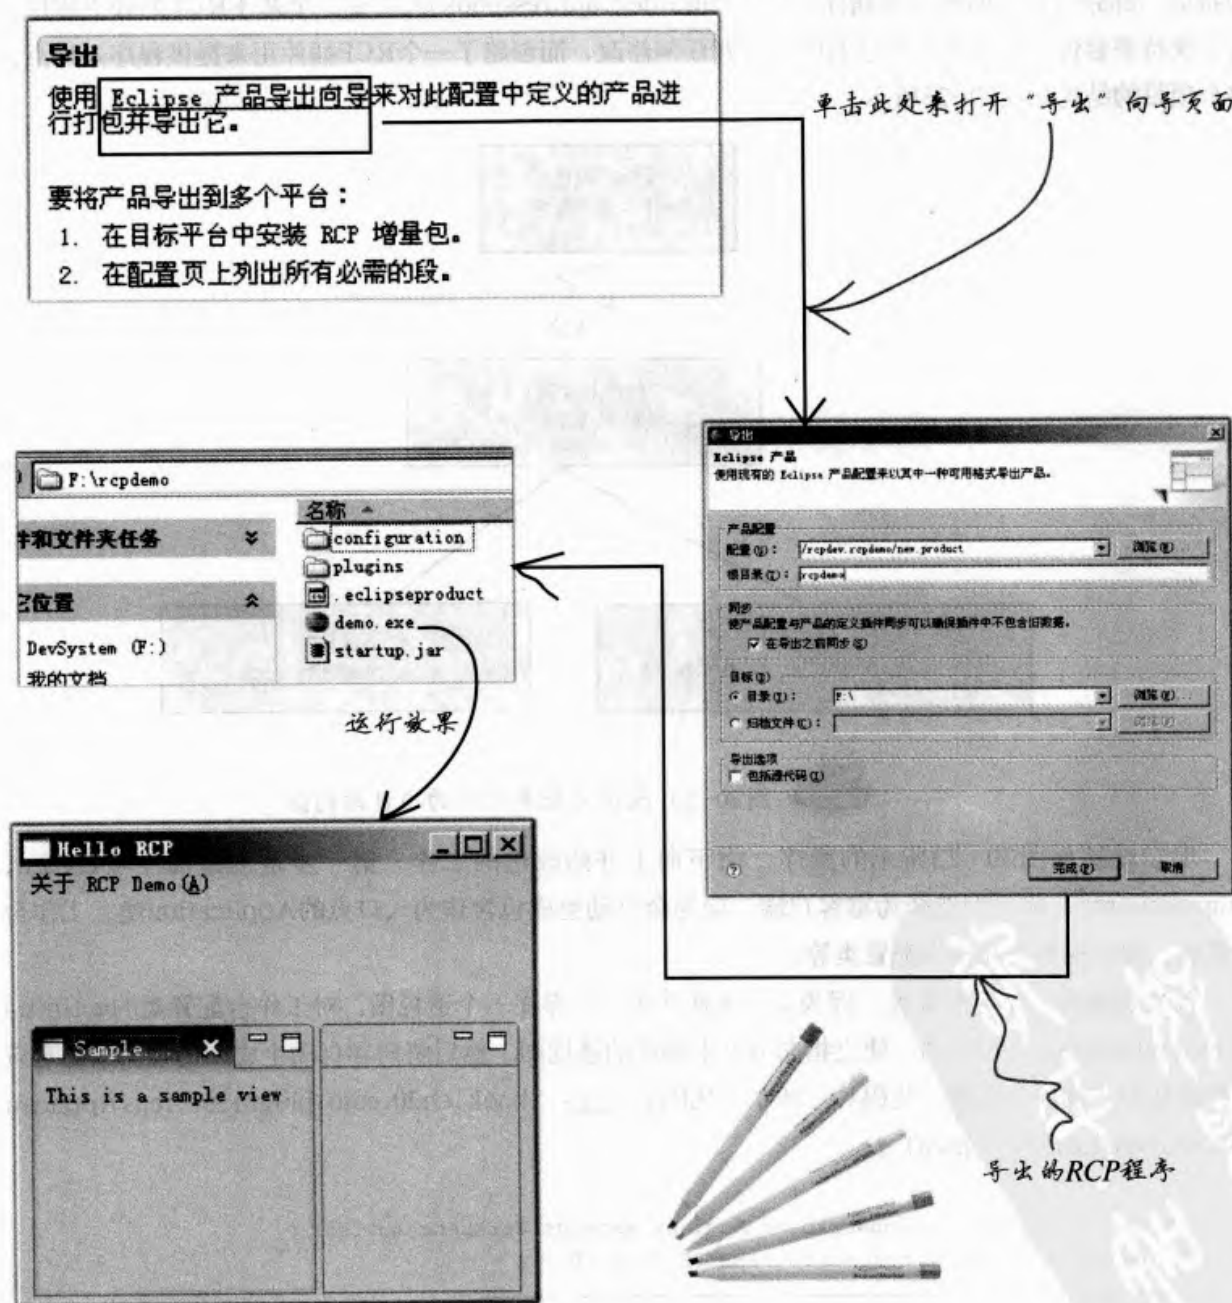 导出
使用 Eclipse 产品导出向导来对此配置中定义的产品进
行打包并导出它。
要将产品导出到多个平台：
1. 在目标平台中安装 RCP 增量包。
2. 在配置页上列出所有必需的段。
单击此处来打开“导出”向导页面
导出
Eclipse 产品
使用现有的 Eclipse 产品配置来以其中一种可用格式导出产品。
产品配置
配置(N): /rcpdev.rcpdemo/new.product 浏览(W)
根目录(T): rcpdemo
同步
使产品配置与产品的定义插件同步可以确保插件中不包含旧数据。
在导出之前同步(S)
目标(D)
目录(R): F:\ 浏览(E)
归档文件(C):
导出选项
包括源代码(I)
完成(F) 取消
F:\rcpdemo
件和文件夹任务
它位置
DevSystem (F:)
我的文档
名称
configuration
plugins
.eclipseproduct
demo.exe
startup.jar
运行效果
Hello RCP
关于 RCP Demo(A)
Sample
This is a sample view
导出的RCP程序